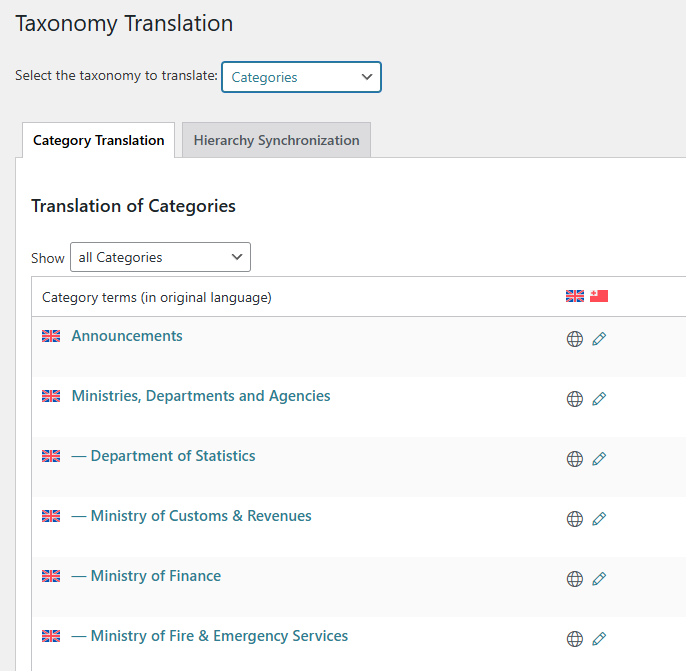 Taxonomy Translation
Select the taxonomy to translate: Categories
Category Translation Hierarchy Synchronization
Translation of Categories
Show all Categories
Category terms (in original language)
Announcements
Ministries, Departments and Agencies
— Department of Statistics
— Ministry of Customs & Revenues
— Ministry of Finance
— Ministry of Fire & Emergency Services